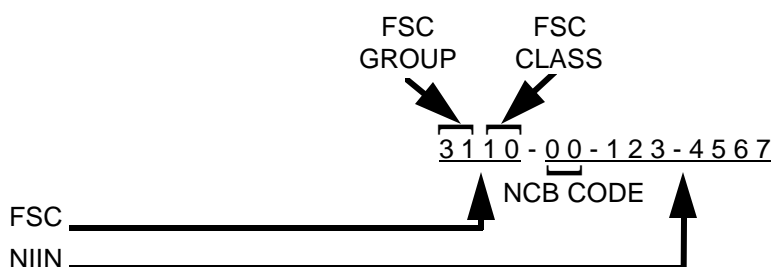 FSC
GROUP
FSC
CLASS
3110-00-123-4567
NCB CODE
FSC
NIIN